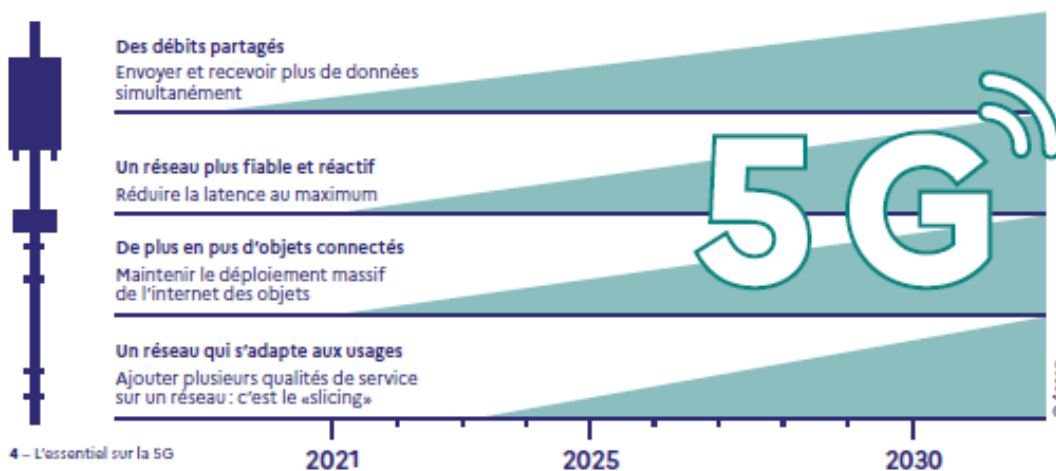 Des débits partagés
Envoyer et recevoir plus de données
simultanément
Un réseau plus fiable et réactif
Réduire la latence au maximum
De plus en pus d'objets connectés
Maintenir le déploiement massif
de l'internet des objets
Un réseau qui s'adapte aux usages
Ajouter plusieurs qualités de service
sur un réseau : c'est le «slicing»
5G
4 – L'essentiel sur la 5G
2021
2025
2030